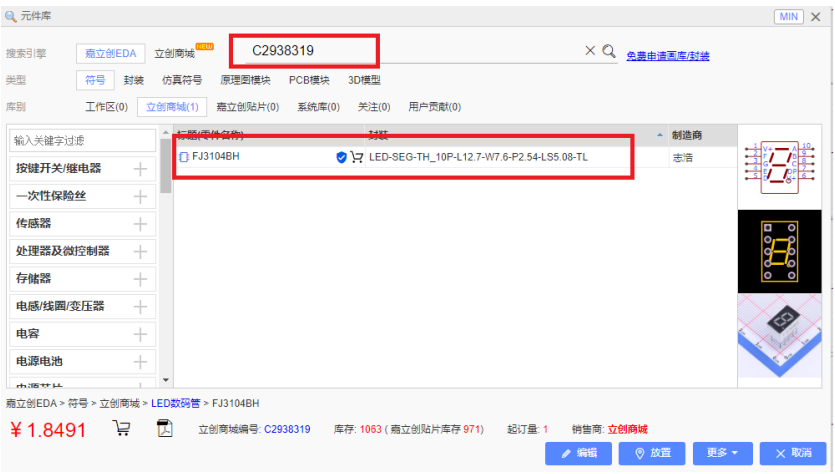 元件库 MIN
搜索引擎 嘉立创EDA 立创商城 NEW C2938319 免费申请画库/封装
类型 符号 封装 仿真符号 原理图模块 PCB模块 3D模型
库别 工作区(0) 立创商城(1) 嘉立创贴片(0) 系统库(0) 关注(0) 用户贡献(0)
输入关键字过滤 标题(零件名称) 封装 制造商
FJ3104BH LED-SEG-TH_10P-L12.7-W7.6-P2.54-LS5.08-TL 志浩
按键开关/继电器
一次性保险丝
传感器
处理器及微控制器
存储器
电感/线圈/变压器
电容
电源电池
电源芯片
嘉立创EDA > 符号 > 立创商城 > LED数码管 > FJ3104BH
¥ 1.8491 立创商城编号: C2938319 库存: 1063 ( 嘉立创贴片库存 971) 起订量: 1 销售商: 立创商城
编辑 放置 更多 取消